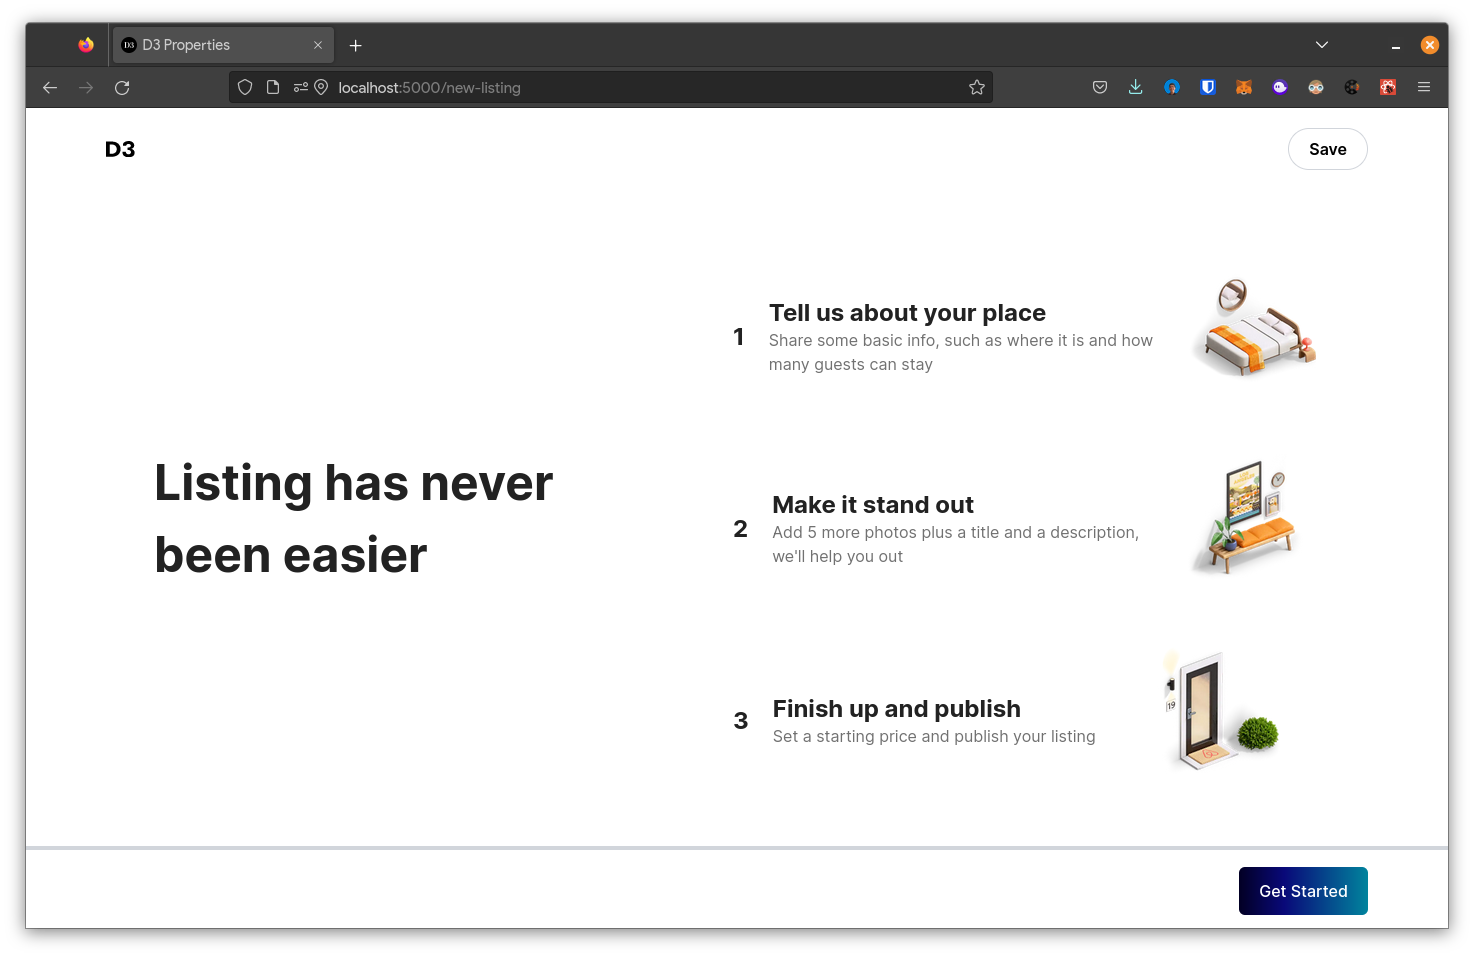 D3 D3 Properties
localhost:5000/new-listing
D3
Save
Listing has never
been easier
1
Tell us about your place
Share some basic info, such as where it is and how
many guests can stay
2
Make it stand out
Add 5 more photos plus a title and a description,
we'll help you out
3
Finish up and publish
Set a starting price and publish your listing
19
Get Started